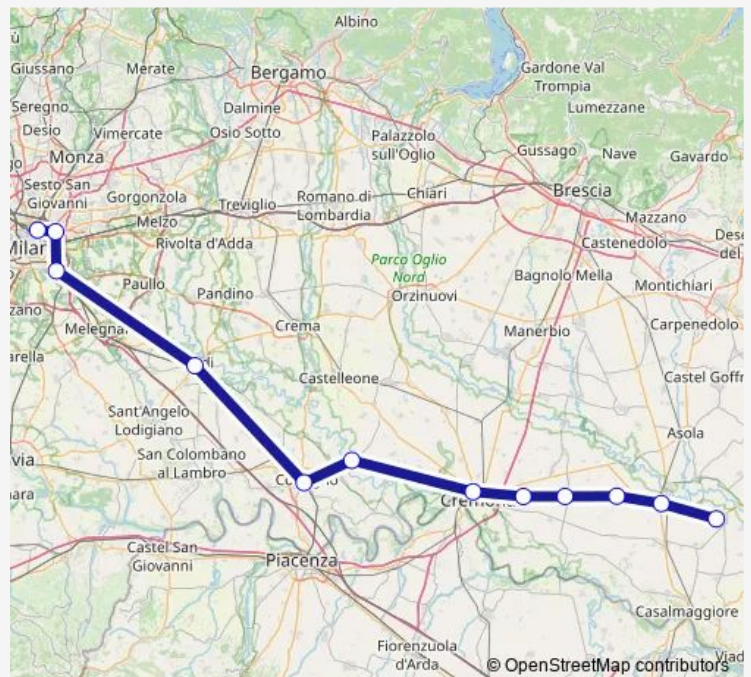 Albino
Giussano
Merate
Bergamo
Gardone Val
Trompia
Seregno
Dalmine
Lumezzane
Desio
Vimercate
Osio Sotto
Palazzolo
sull'Oglio
Gussago
Nave
Gavardo
Monza
Sesto San
Giovanni
Gorgonzola
Treviglio
Romano di
Lombardia
Chiari
Brescia
Melzo
Rivolta d'Adda
Mazzano
Castenedolo
Parco Oglio
Nord
Paullo
Pandino
Orzinuovi
Bagnolo Mella
Montichiari
Crema
Manerbio
Carpenedolo
Castelleone
Sant'Angelo
Lodigiano
Asola
San Colombano
al Lambro
Castel San
Giovanni
Piacenza
Casalmaggiore
Fiorenzuola
d'Arda
© OpenStreetMap contributors